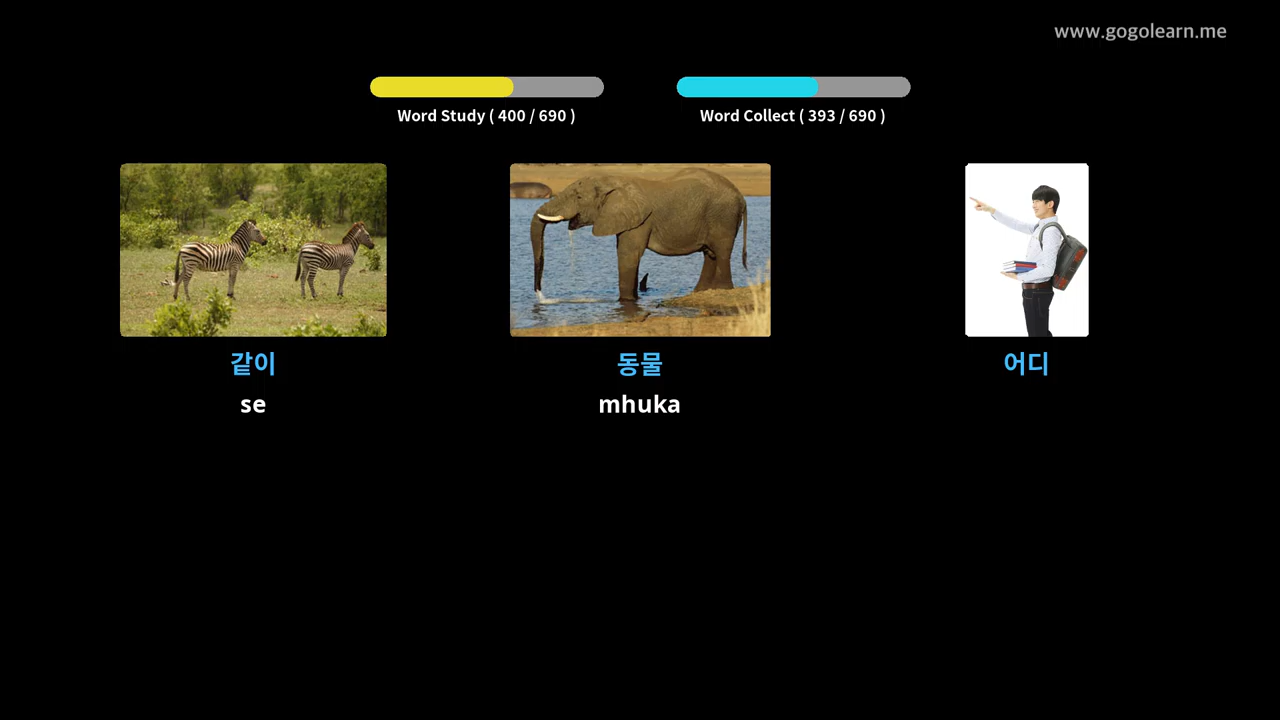 www.gogolearn.me
Word Study ( 400 / 690 )
Word Collect ( 393 / 690 )
같이
동물
어디
se
mhuka